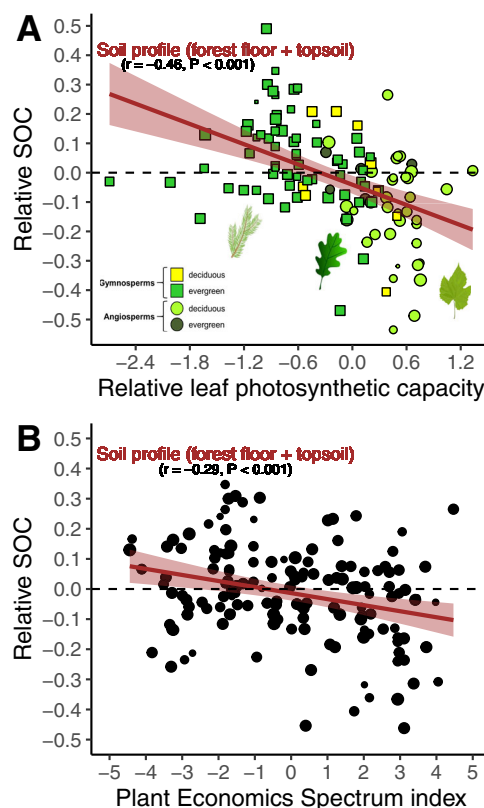 A
Soil profile (forest floor + topsoil)
(r = −0.46, P < 0.001)
Relative SOC
0.5
0.4
0.3
0.2
0.1
0.0
−0.1
−0.2
−0.3
−0.4
−0.5
Gymnosperms
deciduous
evergreen
Angiosperms
deciduous
evergreen
−2.4 −1.8 −1.2 −0.6 0.0 0.6 1.2
Relative leaf photosynthetic capacity
B
Soil profile (forest floor + topsoil)
(r = −0.29, P < 0.001)
Relative SOC
0.5
0.4
0.3
0.2
0.1
0.0
−0.1
−0.2
−0.3
−0.4
−0.5
−5 −4 −3 −2 −1 0 1 2 3 4 5
Plant Economics Spectrum index